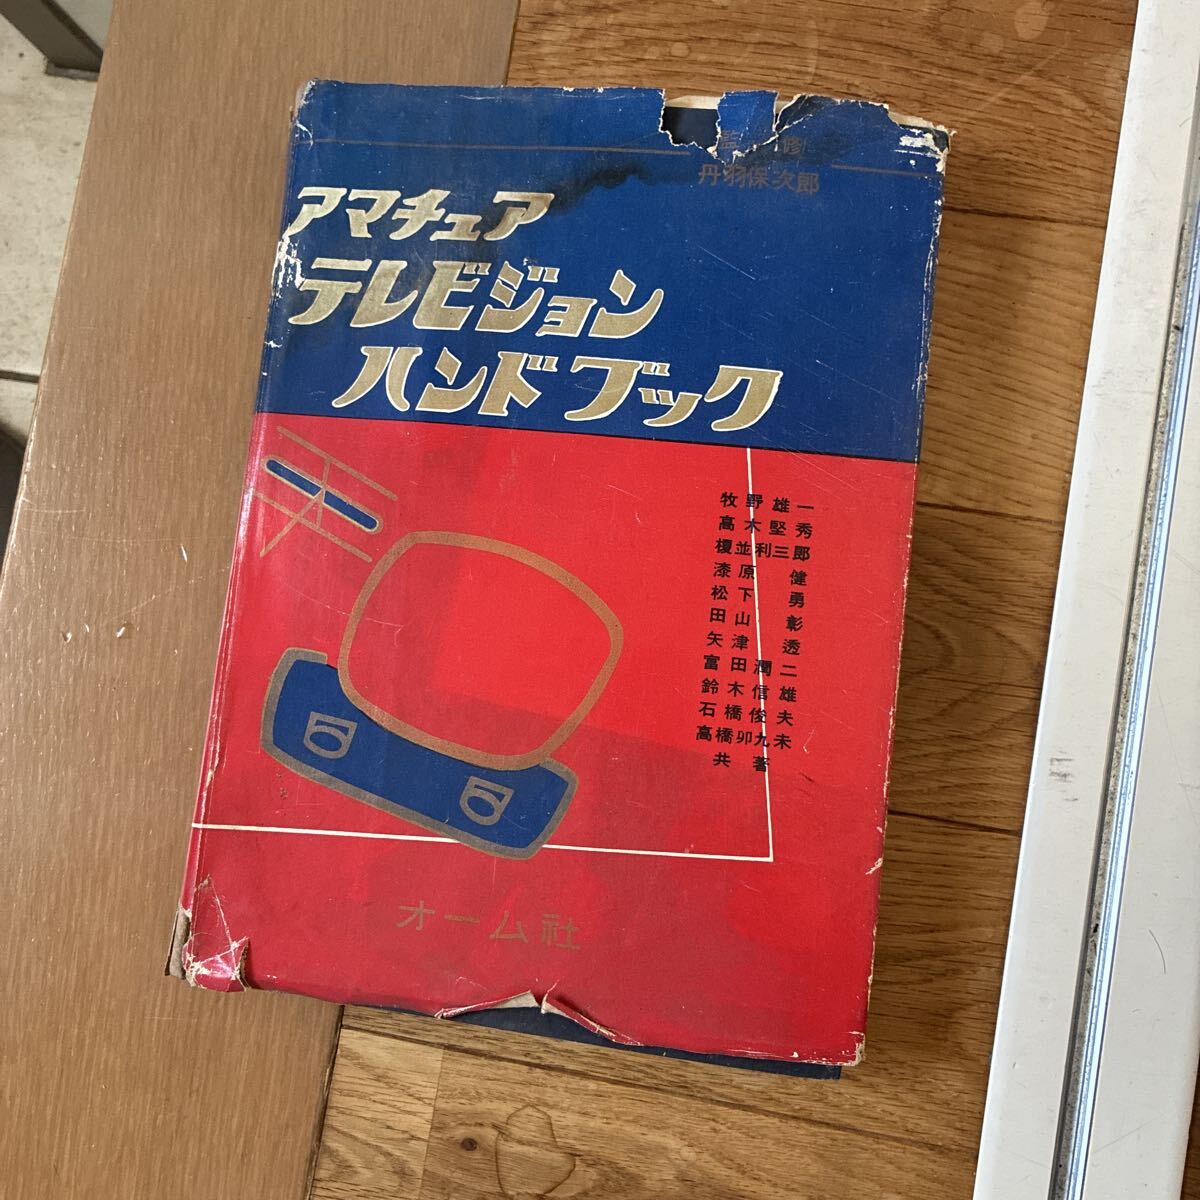 監修
丹羽保次郎
アマチュア
テレビジョン
ハンドブック
牧野雄一
高木堅秀
榎並利三郎
漆原健
松下勇
田山彰
矢津透
富田潤二
鈴木信雄
石橋俊夫
高橋卯九未
共著
オーム社